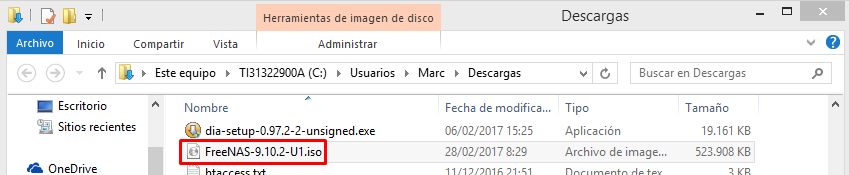 Herramientas de imagen de disco
Descargas
Archivo Inicio Compartir Vista Administrar
Este equipo TI31322900A (C:) Usuarios Marc Descargas
Buscar en Descargas
Escritorio
Sitios recientes
OneDrive
Nombre Fecha de modifica... Tipo Tamaño
dia-setup-0.97.2-2-unsigned.exe 06/02/2017 15:25 Aplicación 19.161 KB
FreeNAS-9.10.2-U1.iso 28/02/2017 8:29 Archivo de image... 523.908 KB
htaccess.txt 11/12/2016 21:51 Documento de tex... 3 KB